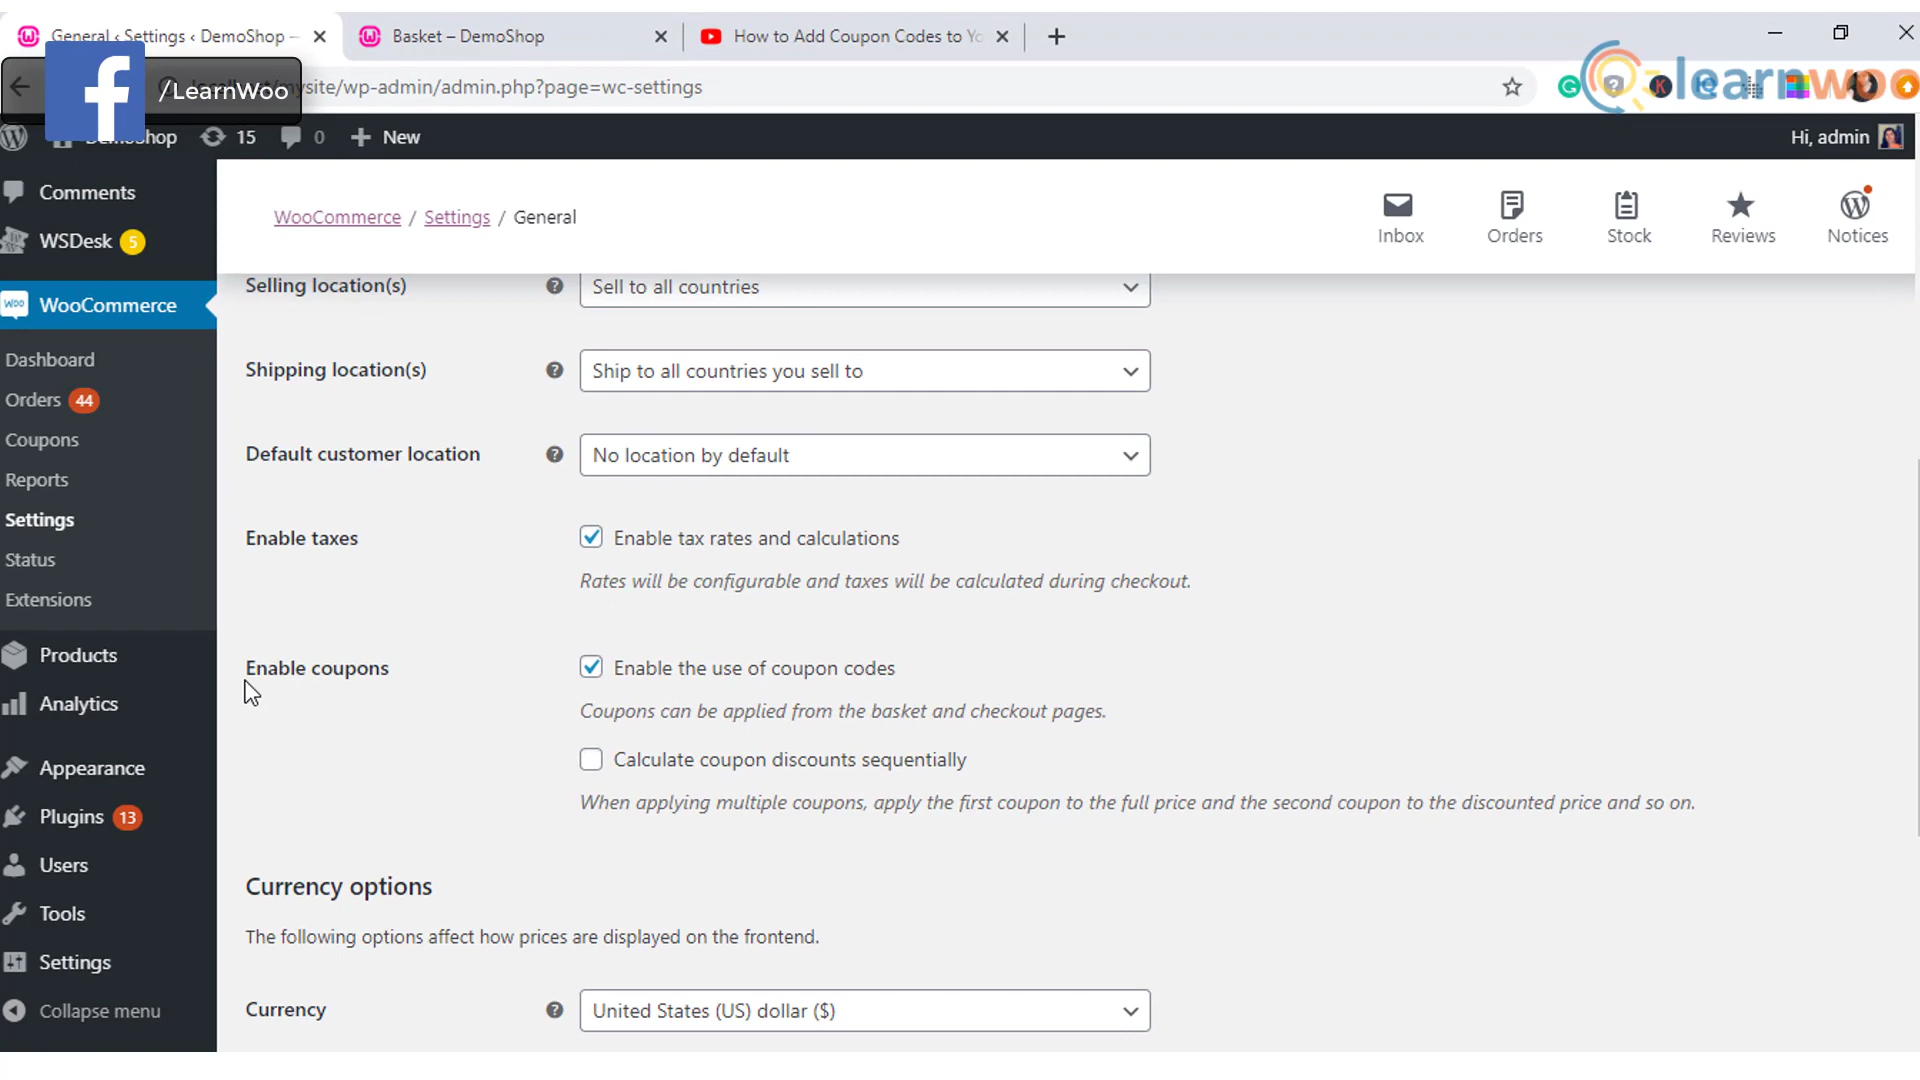 General ‹ Settings ‹ DemoShop –
Basket – DemoShop
How to Add Coupon Codes to Yo
/LearnWoo
mysite/wp-admin/admin.php?page=wc-settings
learnwoo
DemoShop
15
0
New
Hi, admin
Comments
WSDesk 5
WooCommerce
Dashboard
Orders 44
Coupons
Reports
Settings
Status
Extensions
Products
Analytics
Appearance
Plugins 13
Users
Tools
Settings
Collapse menu
WooCommerce / Settings / General
Inbox
Orders
Stock
Reviews
Notices
Selling location(s)
Sell to all countries
Shipping location(s)
Ship to all countries you sell to
Default customer location
No location by default
Enable taxes
Enable tax rates and calculations
Rates will be configurable and taxes will be calculated during checkout.
Enable coupons
Enable the use of coupon codes
Coupons can be applied from the basket and checkout pages.
Calculate coupon discounts sequentially
When applying multiple coupons, apply the first coupon to the full price and the second coupon to the discounted price and so on.
Currency options
The following options affect how prices are displayed on the frontend.
Currency
United States (US) dollar ($)